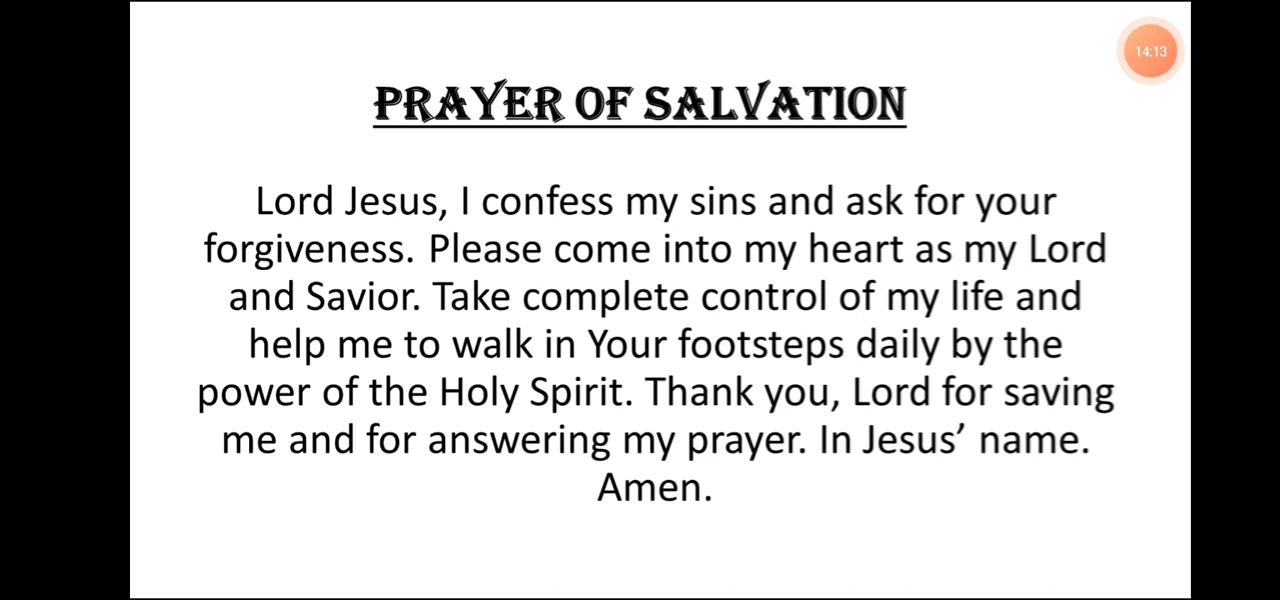 14:13
PRAYER OF SALVATION
Lord Jesus, I confess my sins and ask for your
forgiveness. Please come into my heart as my Lord
and Savior. Take complete control of my life and
help me to walk in Your footsteps daily by the
power of the Holy Spirit. Thank you, Lord for saving
me and for answering my prayer. In Jesus’ name.
Amen.